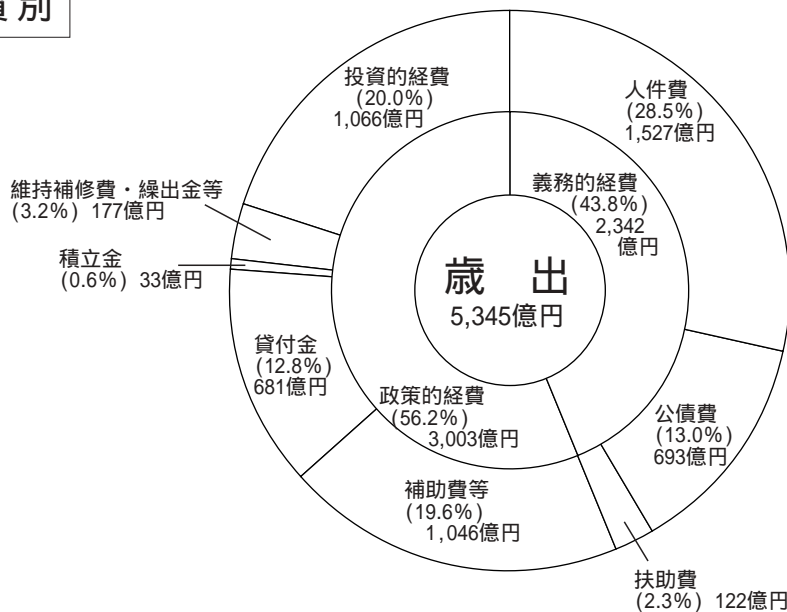 別
歳 出
5,345億円
義務的経費
(43.8%)
2,342
億円
政策的経費
(56.2%)
3,003億円
人件費
(28.5%)
1,527億円
公債費
(13.0%)
693億円
扶助費
(2.3%) 122億円
補助費等
(19.6%)
1,046億円
貸付金
(12.8%)
681億円
積立金
(0.6%) 33億円
維持補修費・繰出金等
(3.2%) 177億円
投資的経費
(20.0%)
1,066億円